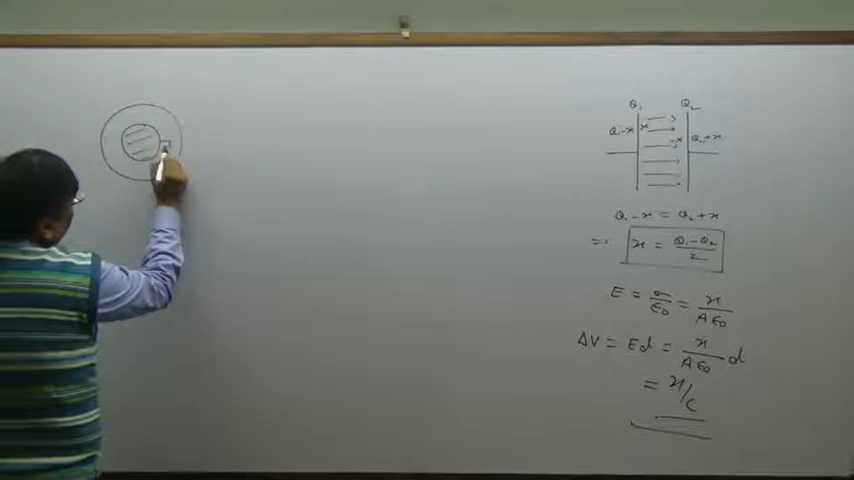 Q₁ Q₂
Q₁-x x -x Q₂+x
Q₁-x = Q₂+x
=> x = Q₁-Q₂/2
E = σ/ε₀ = x/Aε₀
ΔV = Ed = x/Aε₀ d
= x/C